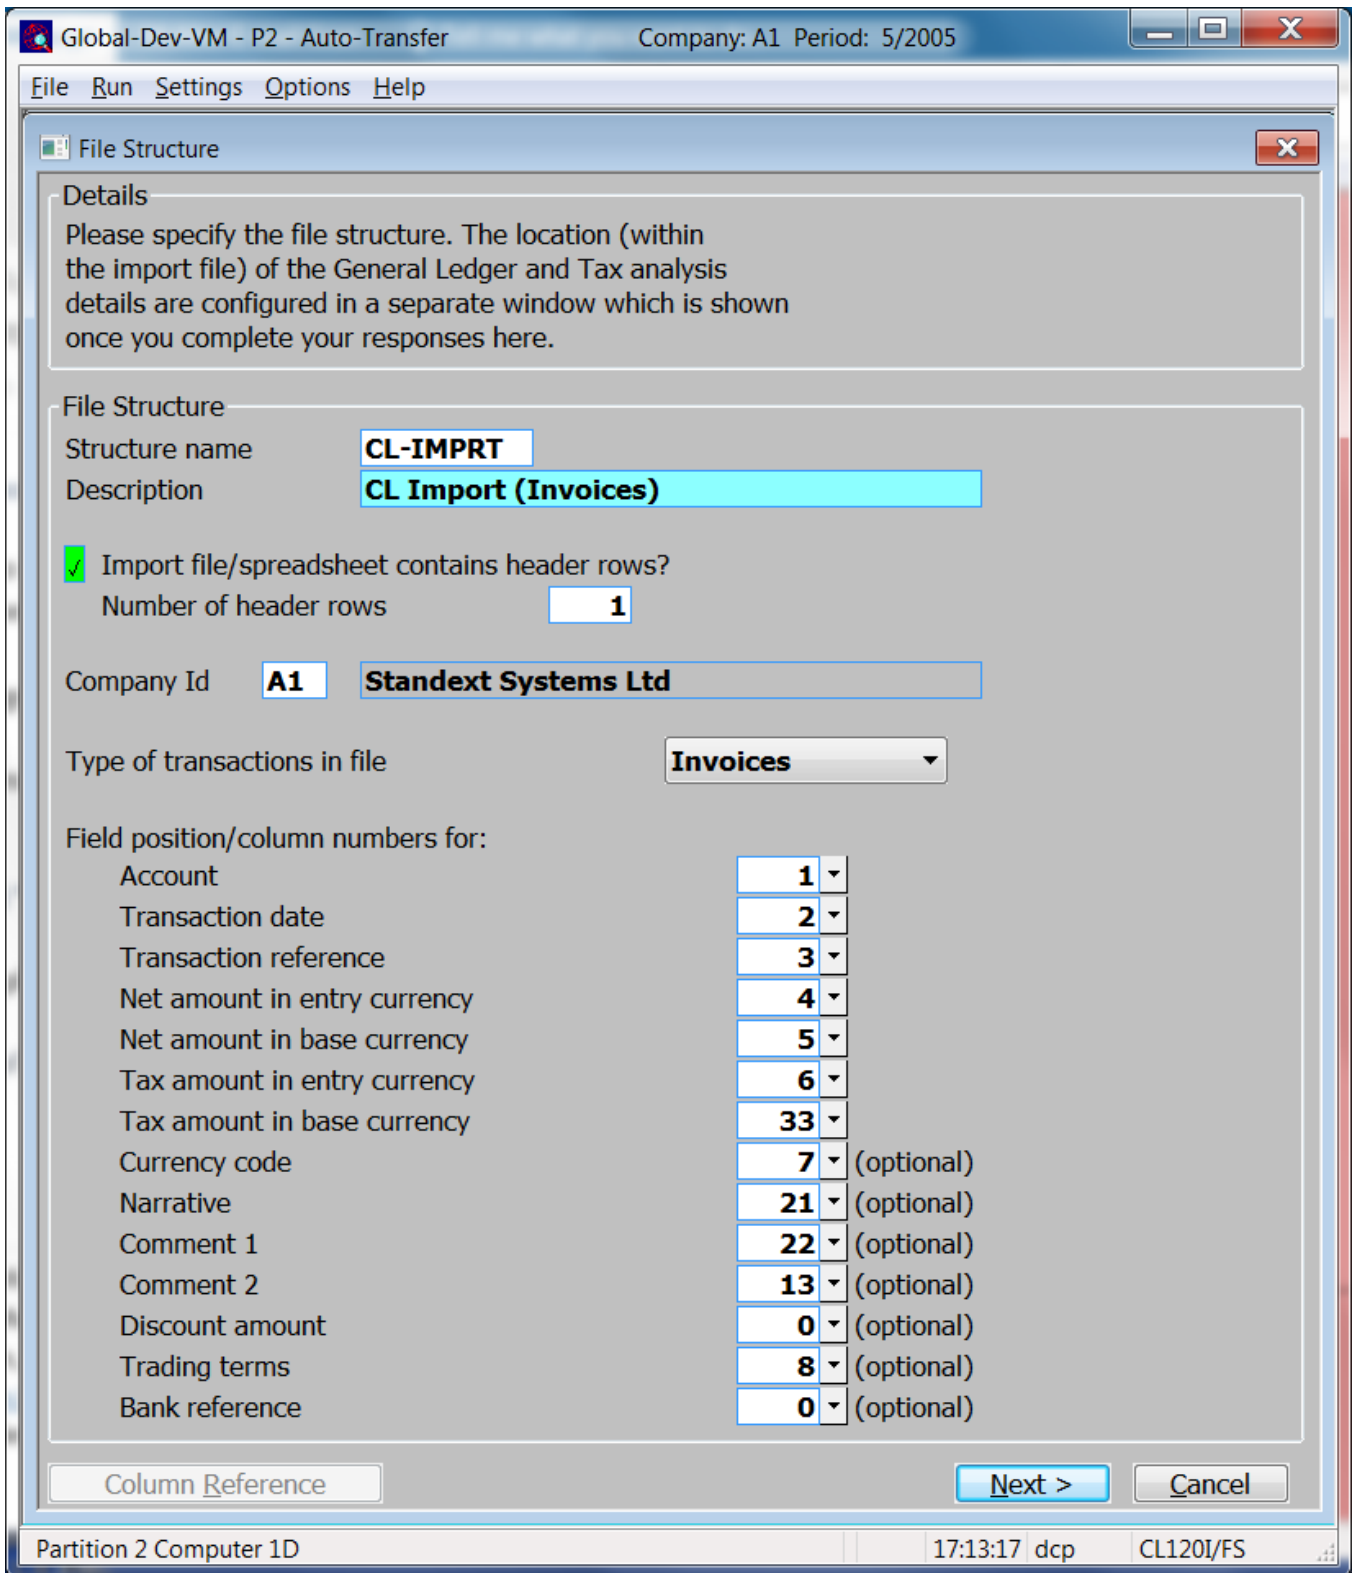 Global-Dev-VM - P2 - Auto-Transfer Company: A1 Period: 5/2005
File Run Settings Options Help
File Structure
Details
Please specify the file structure. The location (within
the import file) of the General Ledger and Tax analysis
details are configured in a separate window which is shown
once you complete your responses here.
File Structure
Structure name CL-IMPRT
Description CL Import (Invoices)
Import file/spreadsheet contains header rows?
Number of header rows 1
Company Id A1 Standext Systems Ltd
Type of transactions in file Invoices
Field position/column numbers for:
Account 1
Transaction date 2
Transaction reference 3
Net amount in entry currency 4
Net amount in base currency 5
Tax amount in entry currency 6
Tax amount in base currency 33
Currency code 7 (optional)
Narrative 21 (optional)
Comment 1 22 (optional)
Comment 2 13 (optional)
Discount amount 0 (optional)
Trading terms 8 (optional)
Bank reference 0 (optional)
Column Reference Next > Cancel
Partition 2 Computer 1D 17:13:17 dcp CL120I/FS